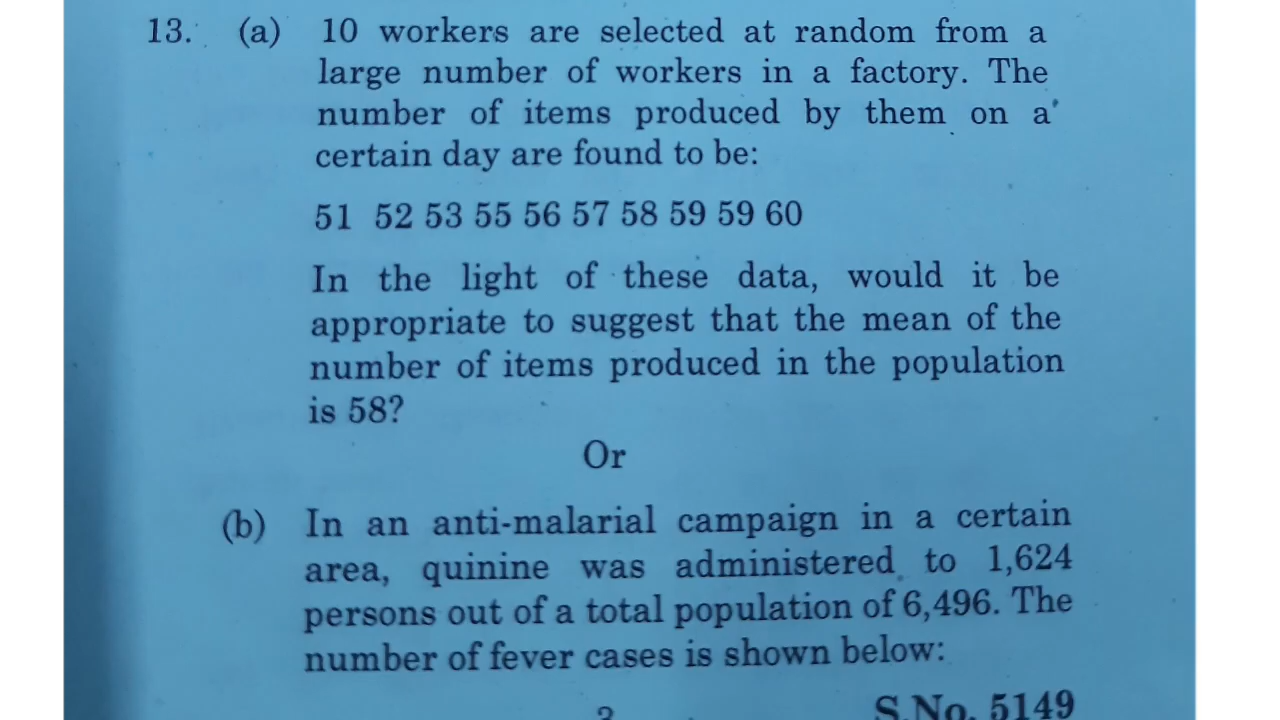 13. (a) 10 workers are selected at random from a
large number of workers in a factory. The
number of items produced by them on a
certain day are found to be:
51 52 53 55 56 57 58 59 59 60
In the light of these data, would it be
appropriate to suggest that the mean of the
number of items produced in the population
is 58?
Or
(b) In an anti-malarial campaign in a certain
area, quinine was administered to 1,624
persons out of a total population of 6,496. The
number of fever cases is shown below:
S.No. 5149